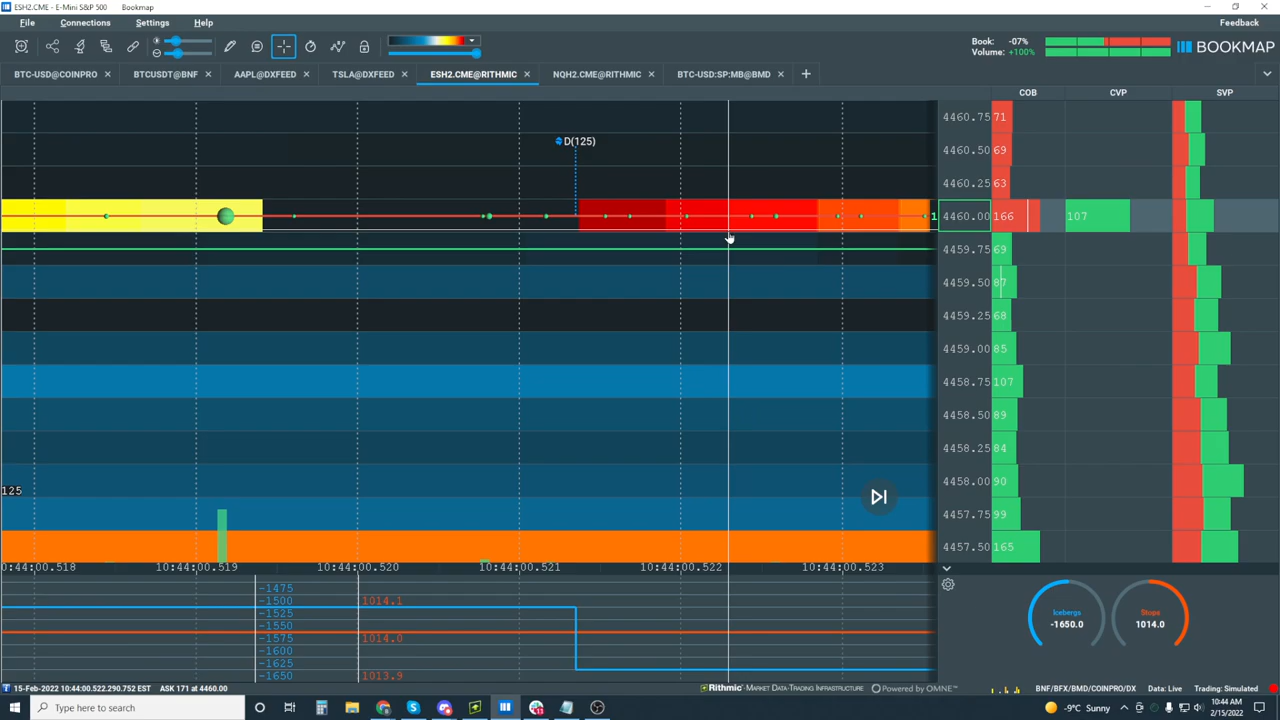 ESH2.CME - E-Mini S&P 500 Bookmap
File Connections Settings Help Feedback
Book: -07%
Volume: +100%
BOOKMAP
BTC-USD@COINPRO BTCUSDT@BNF AAPL@DXFEED TSLA@DXFEED ESH2.CME@RITHMIC NQH2.CME@RITHMIC BTC-USD:SP:MB@BMD
COB CVP SVP
4460.75 71
D(125)
4460.50 69
4460.25 63
1 4460.00 166 107
4459.75 69
4459.50 87
4459.25 68
4459.00 85
4458.75 107
4458.50 89
4458.25 84
4458.00 90
125
4457.75 99
4457.50 165
0:44:00.518 10:44:00.519 10:44:00.520 10:44:00.521 10:44:00.522 10:44:00.523
-1475
-1500 1014.1
-1525
-1550
-1575 1014.0
-1600
-1625
-1650 1013.9
Icebergs
-1650.0
Stops
1014.0
15-Feb-2022 10:44:00.522.290.752 EST ASK 171 at 4460.00
Rithmic - MARKET DATA·TRADING INFRASTRUCTURE Powered by OMNE™
BNF/BFX/BMD/COINPRO/DX Data: Live Trading: Simulated
Type here to search
-9°C Sunny
10:44 AM
2/15/2022